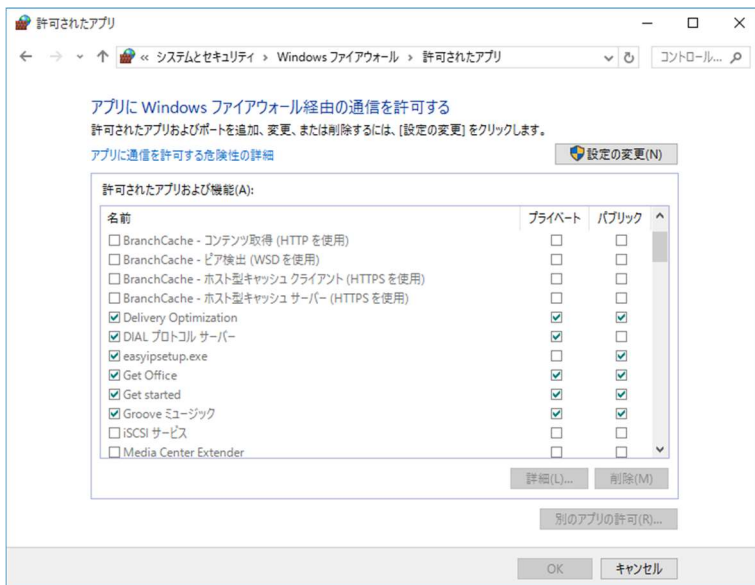 許可されたアプリ
« システムとセキュリティ › Windows ファイアウォール › 許可されたアプリ コントロール...
アプリに Windows ファイアウォール経由の通信を許可する
許可されたアプリおよびポートを追加、変更、または削除するには、[設定の変更] をクリックします。
アプリに通信を許可する危険性の詳細 設定の変更(N)
許可されたアプリおよび機能(A):
名前 プライベート パブリック
BranchCache - コンテンツ取得 (HTTP を使用)
BranchCache - ピア検出 (WSD を使用)
BranchCache - ホスト型キャッシュ クライアント (HTTPS を使用)
BranchCache - ホスト型キャッシュ サーバー (HTTPS を使用)
Delivery Optimization
DIAL プロトコル サーバー
easyipsetup.exe
Get Office
Get started
Groove ミュージック
iSCSI サービス
Media Center Extender
詳細(L)... 削除(M)
別のアプリの許可(R)...
OK キャンセル